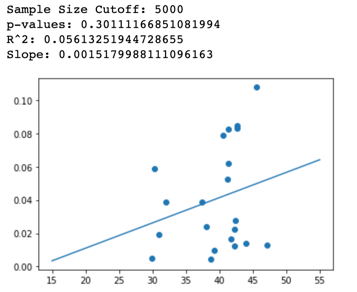 Sample Size Cutoff: 5000
p-values: 0.30111166851081994
R^2: 0.05613251944728655
Slope: 0.0015179988111096163
0.10
0.08
0.06
0.04
0.02
0.00
15 20 25 30 35 40 45 50 55